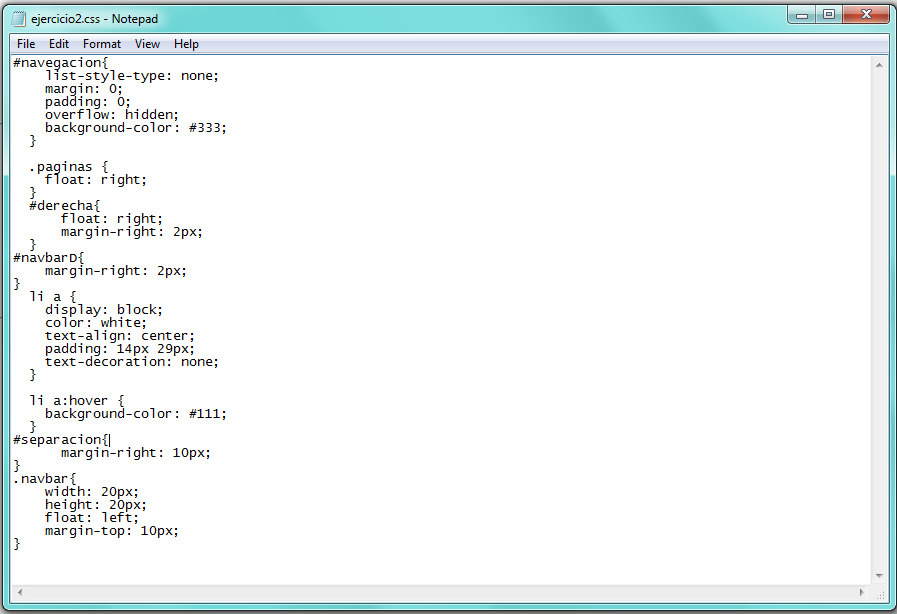 ejercicio2.css - Notepad
File Edit Format View Help
#navegacion{
    list-style-type: none;
    margin: 0;
    padding: 0;
    overflow: hidden;
    background-color: #333;
  }

  .paginas {
    float: right;
  }
  #derecha{
      float: right;
      margin-right: 2px;
  }
#navbarD{
    margin-right: 2px;
}
  li a {
    display: block;
    color: white;
    text-align: center;
    padding: 14px 29px;
    text-decoration: none;
  }

  li a:hover {
    background-color: #111;
  }
#separacion{
      margin-right: 10px;
}
.navbar{
    width: 20px;
    height: 20px;
    float: left;
    margin-top: 10px;
}